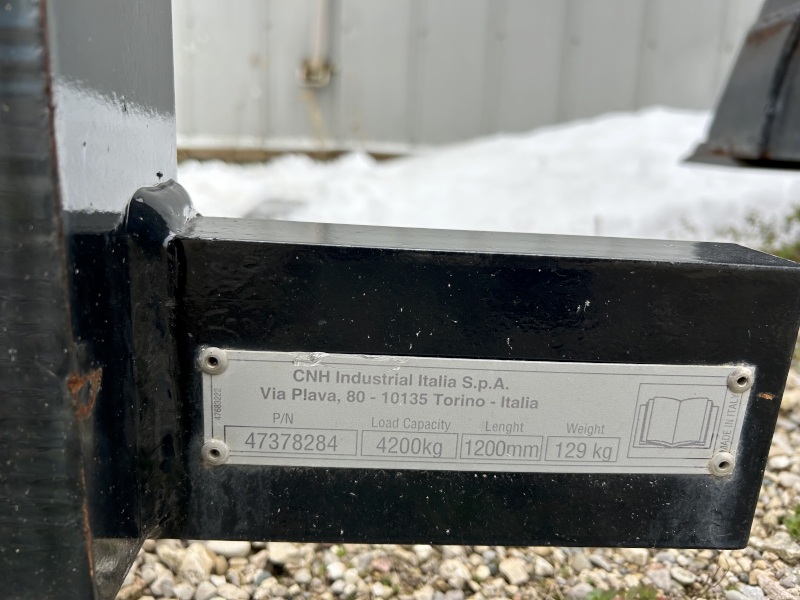 CNH Industrial Italia S.p.A.
Via Plava, 80 - 10135 Torino - Italia
P/N Load Capacity Lenght Weight
47378284 4200kg 1200mm 129 kg
47683222
MADE IN ITALY